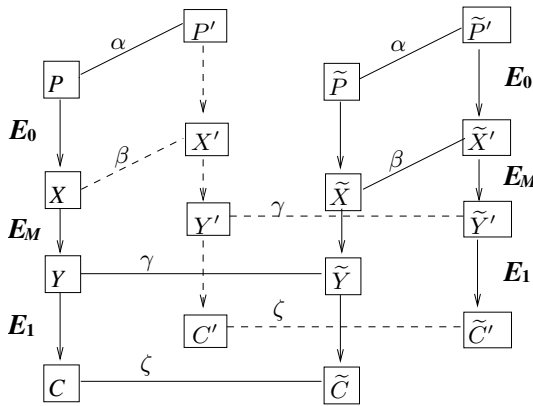 α P′ α P̃′
P P̃ E₀
E₀ β X′ β X̃′
X X̃ E_M
E_M Y′ γ Ỹ′
Y γ Ỹ E₁
E₁ C′ ζ C̃′
C ζ C̃